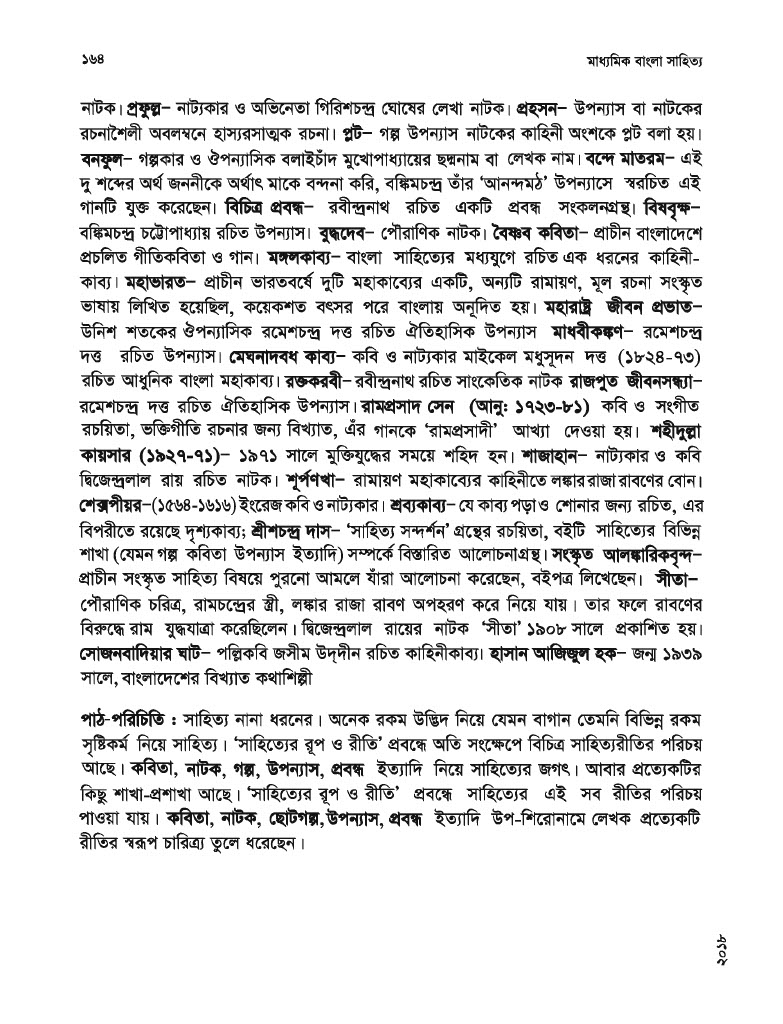 ১৬৪
মাধ্যমিক বাংলা সাহিত্য
নাটক। প্রফুল্ল– নাট্যকার ও অভিনেতা গিরিশচন্দ্র ঘোষের লেখা নাটক। প্রহসন– উপন্যাস বা নাটকের
রচনাশৈলী অবলম্বনে হাস্যরসাত্মক রচনা। প্লট– গল্প উপন্যাস নাটকের কাহিনী অংশকে প্লট বলা হয়।
বনফুল– গল্পকার ও ঔপন্যাসিক বলাইচাঁদ মুখোপাধ্যায়ের ছদ্মনাম বা লেখক নাম। বন্দে মাতরম– এই
দু শব্দের অর্থ জননীকে অর্থাৎ মাকে বন্দনা করি, বঙ্কিমচন্দ্র তাঁর ‘আনন্দমঠ’ উপন্যাসে স্বরচিত এই
গানটি যুক্ত করেছেন। বিচিত্র প্রবন্ধ– রবীন্দ্রনাথ রচিত একটি প্রবন্ধ সংকলনগ্রন্থ। বিষবৃক্ষ–
বঙ্কিমচন্দ্র চট্টোপাধ্যায় রচিত উপন্যাস। বুদ্ধদেব– পৌরাণিক নাটক। বৈষ্ণব কবিতা– প্রাচীন বাংলাদেশে
প্রচলিত গীতিকবিতা ও গান। মঙ্গলকাব্য– বাংলা সাহিত্যের মধ্যযুগে রচিত এক ধরনের কাহিনী-
কাব্য। মহাভারত– প্রাচীন ভারতবর্ষে দুটি মহাকাব্যের একটি, অন্যটি রামায়ণ, মূল রচনা সংস্কৃত
ভাষায় লিখিত হয়েছিল, কয়েকশত বৎসর পরে বাংলায় অনূদিত হয়। মহারাষ্ট্র জীবন প্রভাত–
উনিশ শতকের ঔপন্যাসিক রমেশচন্দ্র দত্ত রচিত ঐতিহাসিক উপন্যাস মাধবীকঙ্কণ– রমেশচন্দ্র
দত্ত রচিত উপন্যাস। মেঘনাদবধ কাব্য– কবি ও নাট্যকার মাইকেল মধুসূদন দত্ত (১৮২৪-৭৩)
রচিত আধুনিক বাংলা মহাকাব্য। রক্তকরবী– রবীন্দ্রনাথ রচিত সাংকেতিক নাটক রাজপুত জীবনসন্ধ্যা–
রমেশচন্দ্র দত্ত রচিত ঐতিহাসিক উপন্যাস। রামপ্রসাদ সেন (আনু: ১৭২৩-৮১) কবি ও সংগীত
রচয়িতা, ভক্তিগীতি রচনার জন্য বিখ্যাত, এঁর গানকে ‘রামপ্রসাদী’ আখ্যা দেওয়া হয়। শহীদুল্লা
কায়সার (১৯২৭-৭১)– ১৯৭১ সালে মুক্তিযুদ্ধের সময়ে শহিদ হন। শাজাহান– নাট্যকার ও কবি
দ্বিজেন্দ্রলাল রায় রচিত নাটক। শূর্পণখা– রামায়ণ মহাকাব্যের কাহিনীতে লঙ্কার রাজা রাবণের বোন।
শেক্সপীয়র–(১৫৬৪-১৬১৬) ইংরেজ কবি ও নাট্যকার। শ্রব্যকাব্য– যে কাব্য পড়া ও শোনার জন্য রচিত, এর
বিপরীতে রয়েছে দৃশ্যকাব্য; শ্রীশচন্দ্র দাস– ‘সাহিত্য সন্দর্শন’ গ্রন্থের রচয়িতা, বইটি সাহিত্যের বিভিন্ন
শাখা (যেমন গল্প কবিতা উপন্যাস ইত্যাদি) সম্পর্কে বিস্তারিত আলোচনাগ্রন্থ। সংস্কৃত আলঙ্কারিকবৃন্দ–
প্রাচীন সংস্কৃত সাহিত্য বিষয়ে পুরনো আমলে যাঁরা আলোচনা করেছেন, বইপত্র লিখেছেন। সীতা–
পৌরাণিক চরিত্র, রামচন্দ্রের স্ত্রী, লঙ্কার রাজা রাবণ অপহরণ করে নিয়ে যায়। তার ফলে রাবণের
বিরুদ্ধে রাম যুদ্ধযাত্রা করেছিলেন। দ্বিজেন্দ্রলাল রায়ের নাটক ‘সীতা’ ১৯০৮ সালে প্রকাশিত হয়।
সোজনবাদিয়ার ঘাট– পল্লিকবি জসীম উদ্‌দীন রচিত কাহিনীকাব্য। হাসান আজিজুল হক– জন্ম ১৯৩৯
সালে, বাংলাদেশের বিখ্যাত কথাশিল্পী
পাঠ-পরিচিতি : সাহিত্য নানা ধরনের। অনেক রকম উদ্ভিদ নিয়ে যেমন বাগান তেমনি বিভিন্ন রকম
সৃষ্টিকর্ম নিয়ে সাহিত্য। ‘সাহিত্যের রূপ ও রীতি’ প্রবন্ধে অতি সংক্ষেপে বিচিত্র সাহিত্যরীতির পরিচয়
আছে। কবিতা, নাটক, গল্প, উপন্যাস, প্রবন্ধ ইত্যাদি নিয়ে সাহিত্যের জগৎ। আবার প্রত্যেকটির
কিছু শাখা-প্রশাখা আছে। ‘সাহিত্যের রূপ ও রীতি’ প্রবন্ধে সাহিত্যের এই সব রীতির পরিচয়
পাওয়া যায়। কবিতা, নাটক, ছোটগল্প, উপন্যাস, প্রবন্ধ ইত্যাদি উপ-শিরোনামে লেখক প্রত্যেকটি
রীতির স্বরূপ চারিত্র্য তুলে ধরেছেন।
২০১৮